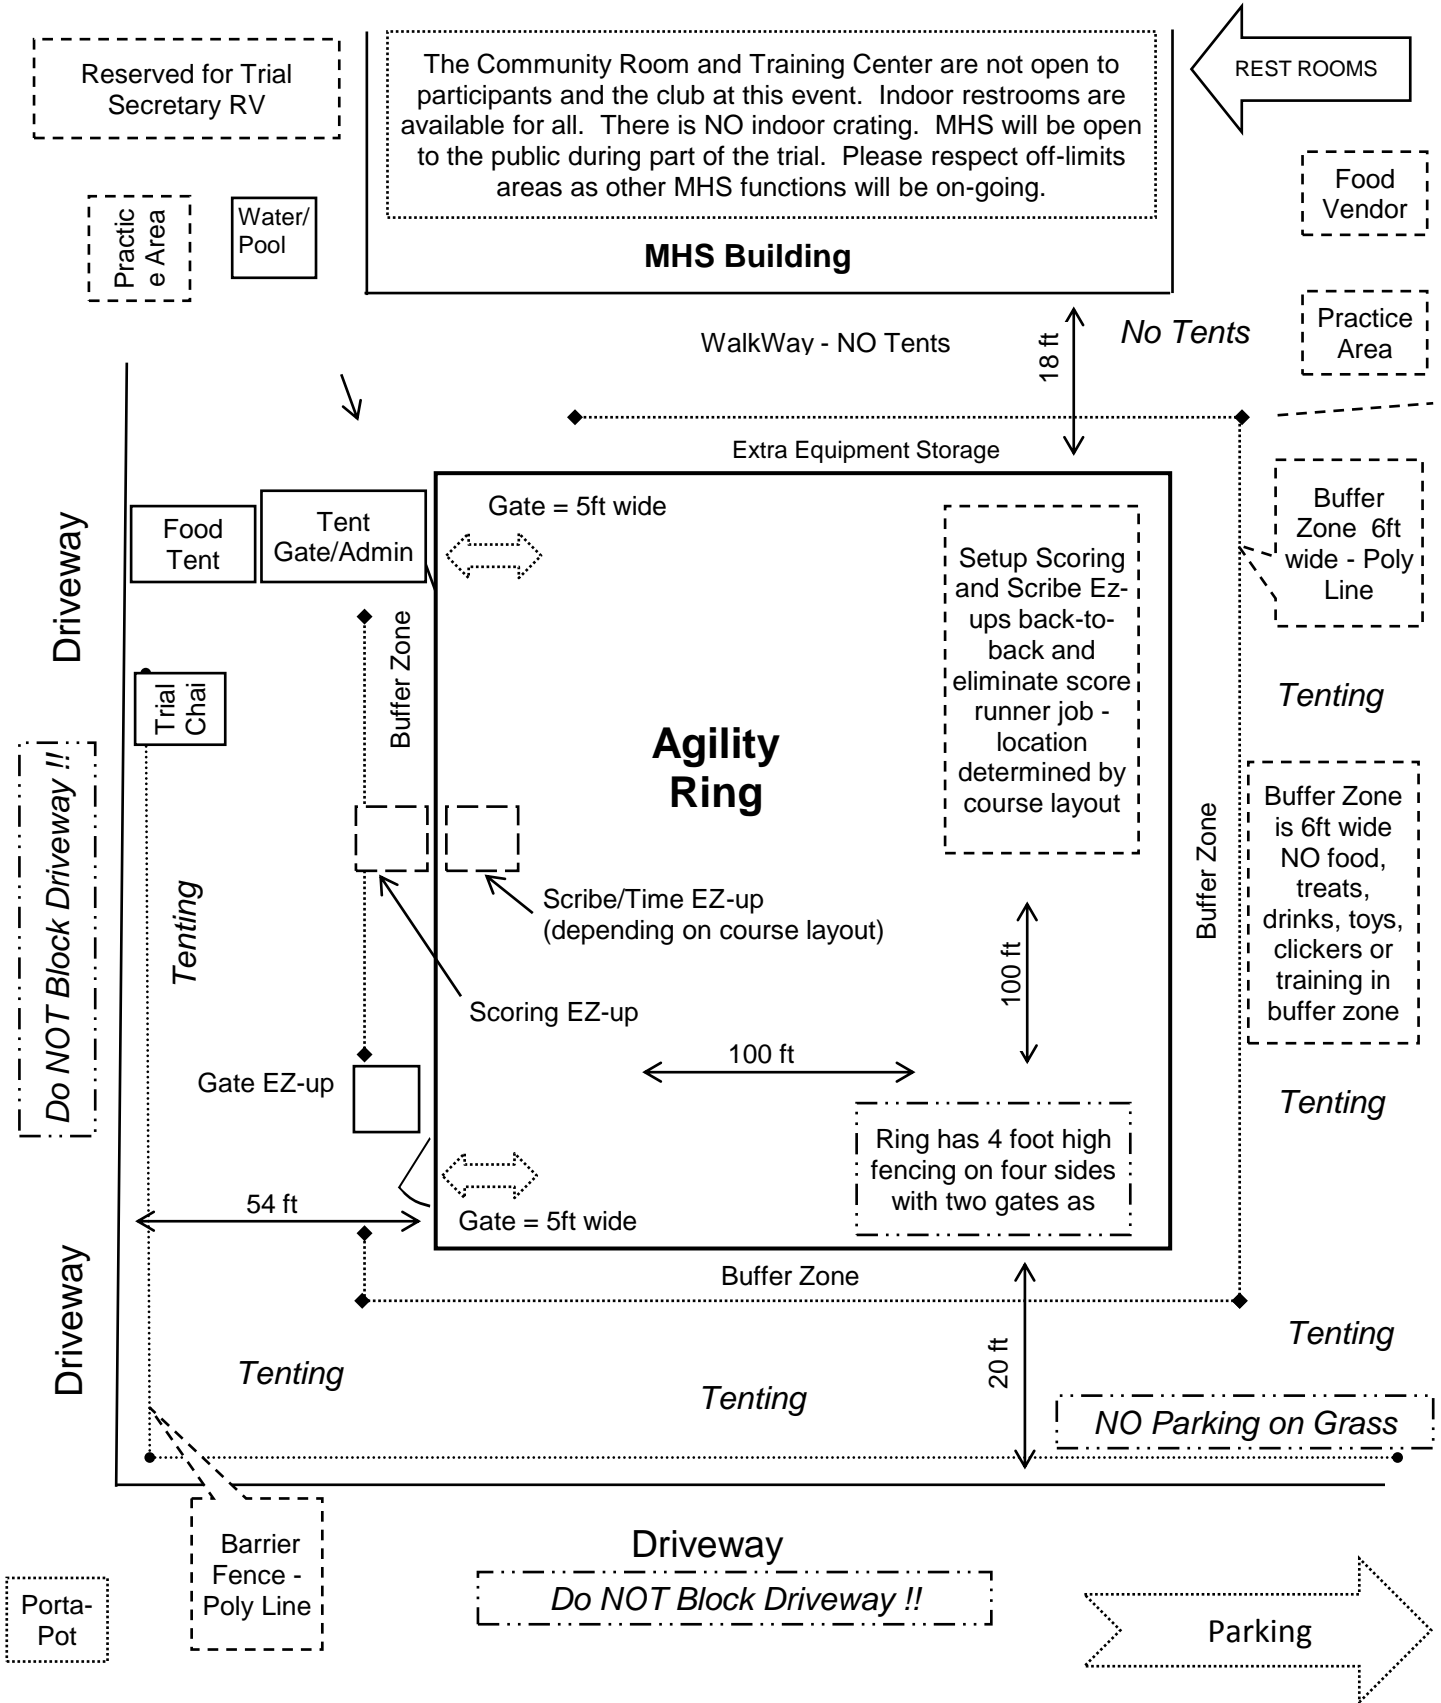 Reserved for Trial
Secretary RV
The Community Room and Training Center are not open to
participants and the club at this event. Indoor restrooms are
available for all. There is NO indoor crating. MHS will be open
to the public during part of the trial. Please respect off-limits
areas as other MHS functions will be on-going.
REST ROOMS
Practic
e Area
Water/
Pool
MHS Building
Food
Vendor
WalkWay - NO Tents
18 ft
No Tents
Practice
Area
Extra Equipment Storage
Driveway
Food
Tent
Tent
Gate/Admin
Gate = 5ft wide
Setup Scoring
and Scribe Ez-
ups back-to-
back and
eliminate score
runner job -
location
determined by
course layout
Buffer
Zone 6ft
wide - Poly
Line
Buffer Zone
Trial
Chai
Agility
Ring
Tenting
Do NOT Block Driveway !!
Tenting
Scribe/Time EZ-up
(depending on course layout)
Scoring EZ-up
100 ft
100 ft
Buffer Zone
Buffer Zone
is 6ft wide
NO food,
treats,
drinks, toys,
clickers or
training in
buffer zone
Gate EZ-up
Tenting
Ring has 4 foot high
fencing on four sides
with two gates as
54 ft
Gate = 5ft wide
Driveway
Buffer Zone
Tenting
Tenting
20 ft
Tenting
NO Parking on Grass
Barrier
Fence -
Poly Line
Driveway
Do NOT Block Driveway !!
Porta-
Pot
Parking